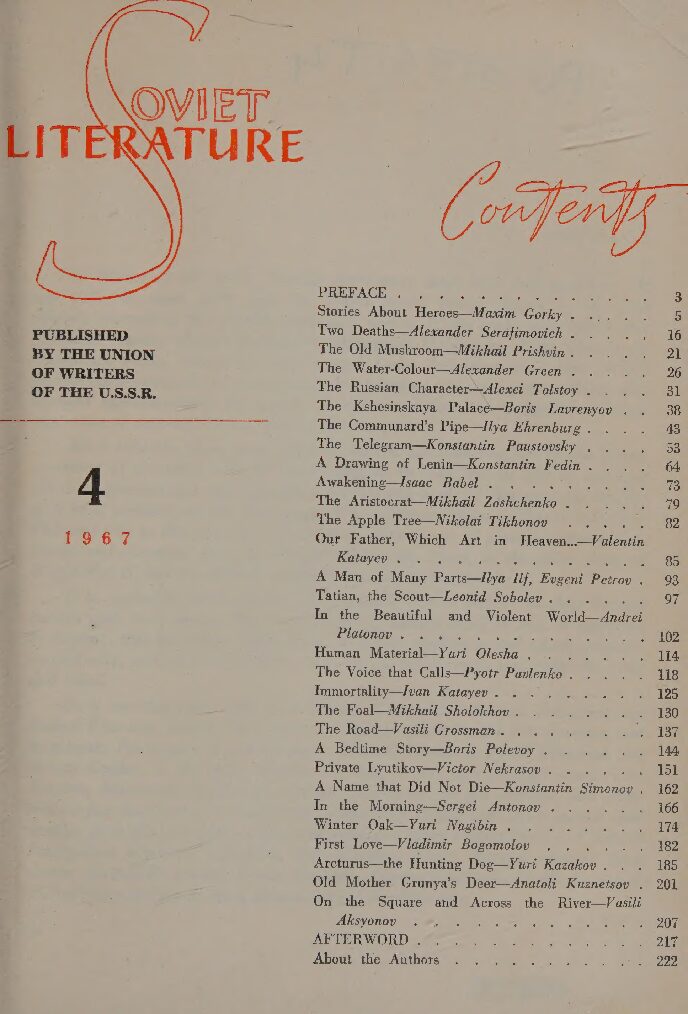 SOVIET
LITERATURE
Contents
PUBLISHED
BY THE UNION
OF WRITERS
OF THE U.S.S.R.
4
1967
PREFACE . . . . . . . . . . . . . . 3
Stories About Heroes—Maxim Gorky . . . . . 5
Two Deaths—Alexander Serafimovich . . . . . 16
The Old Mushroom—Mikhail Prishvin . . . . . 21
The Water-Colour—Alexander Green . . . . . 26
The Russian Character—Alexei Tolstoy . . . . 31
The Kshesinskaya Palace—Boris Lavrenyov . . 38
The Communard's Pipe—Ilya Ehrenburg . . . . 43
The Telegram—Konstantin Paustovsky . . . . 53
A Drawing of Lenin—Konstantin Fedin . . . . 64
Awakening—Isaac Babel . . . . . . . . . 73
The Aristocrat—Mikhail Zoshchenko . . . . . 79
The Apple Tree—Nikolai Tikhonov . . . . . 82
Our Father, Which Art in Heaven...—Valentin
Katayev . . . . . . . . . . . . . . 85
A Man of Many Parts—Ilya Ilf, Evgeni Petrov . 93
Tatian, the Scout—Leonid Sobolev . . . . . . 97
In the Beautiful and Violent World—Andrei
Platonov . . . . . . . . . . . . . . 102
Human Material—Yuri Olesha . . . . . . . 114
The Voice that Calls—Pyotr Pavlenko . . . . . 118
Immortality—Ivan Katayev . . . . . . . . . 125
The Foal—Mikhail Sholokhov . . . . . . . . 130
The Road—Vasili Grossman . . . . . . . . . 137
A Bedtime Story—Boris Polevoy . . . . . . 144
Private Lyutikov—Victor Nekrasov . . . . . . 151
A Name that Did Not Die—Konstantin Simonov . 162
In the Morning—Sergei Antonov . . . . . . 166
Winter Oak—Yuri Nagibin . . . . . . . . 174
First Love—Vladimir Bogomolov . . . . . . 182
Arcturus—the Hunting Dog—Yuri Kazakov . . . 185
Old Mother Grunya's Deer—Anatoli Kuznetsov . 201
On the Square and Across the River—Vasili
Aksyonov . . . . . . . . . . . . . 207
AFTERWORD . . . . . . . . . . . . . 217
About the Authors . . . . . . . . . . . 222